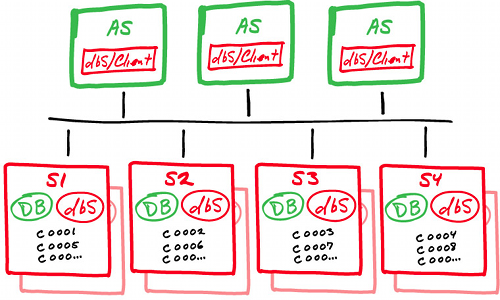 AS
dbS/Client
AS
dbS/Client
AS
dbS/Client
S1
DB dbS
C0001
C0005
C000...
S2
DB dbS
C0002
C0006
C000...
S3
DB dbS
C0003
C0007
C000...
S4
DB dbS
C0004
C0008
C000...